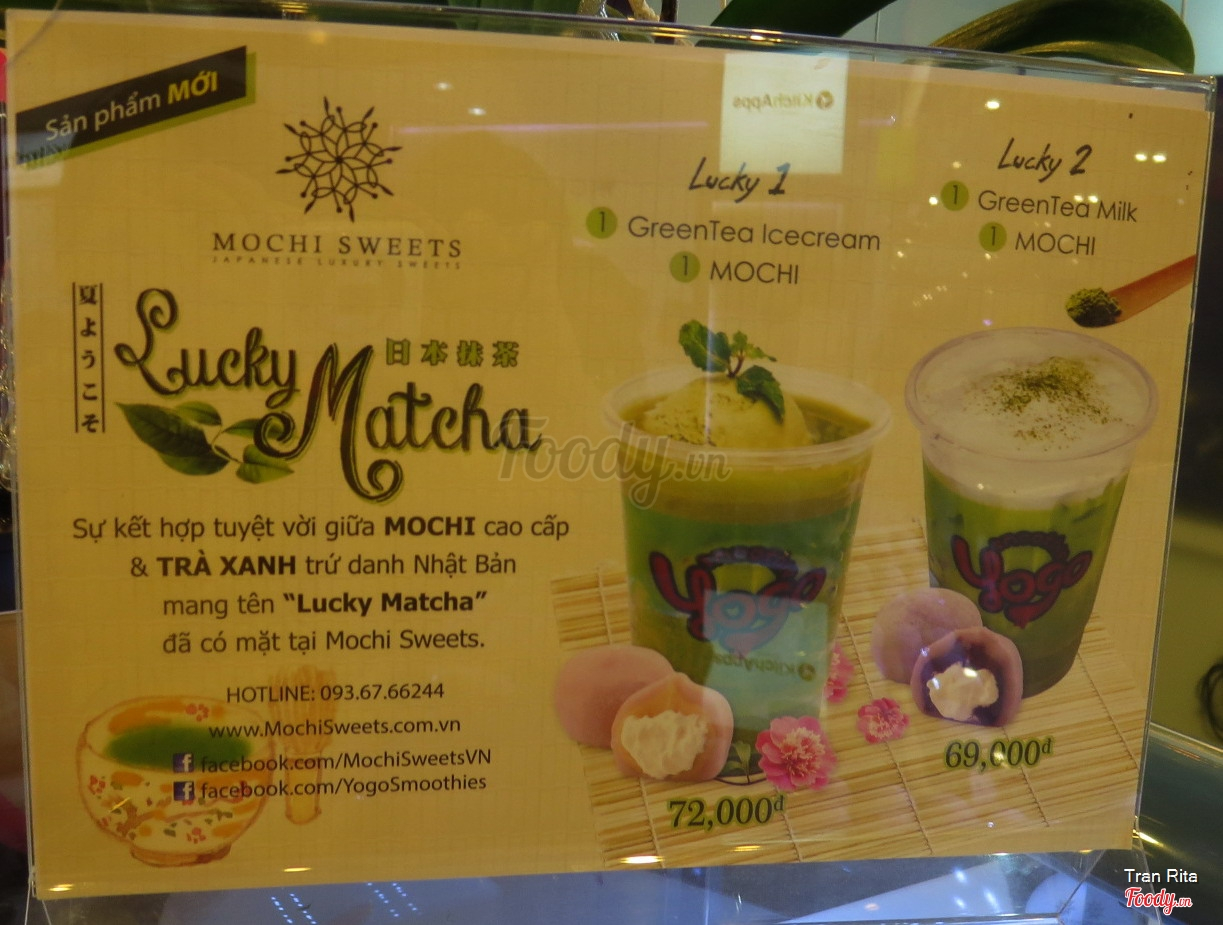 Sản phẩm MỚI
MOCHI SWEETS
JAPANESE LUXURY SWEETS
夏ようこそ
Lucky Matcha
日本抹茶
Sự kết hợp tuyệt vời giữa MOCHI cao cấp
& TRÀ XANH trứ danh Nhật Bản
mang tên “Lucky Matcha”
đã có mặt tại Mochi Sweets.
HOTLINE: 093.67.66244
www.MochiSweets.com.vn
facebook.com/MochiSweetsVN
facebook.com/YogoSmoothies
KiichApps
Lucky 1
1 GreenTea Icecream
1 MOCHI
Yogo
KiichApps
72,000đ
Lucky 2
1 GreenTea Milk
1 MOCHI
Yogo
69,000đ
Foody.vn
Tran Rita
Foody.vn